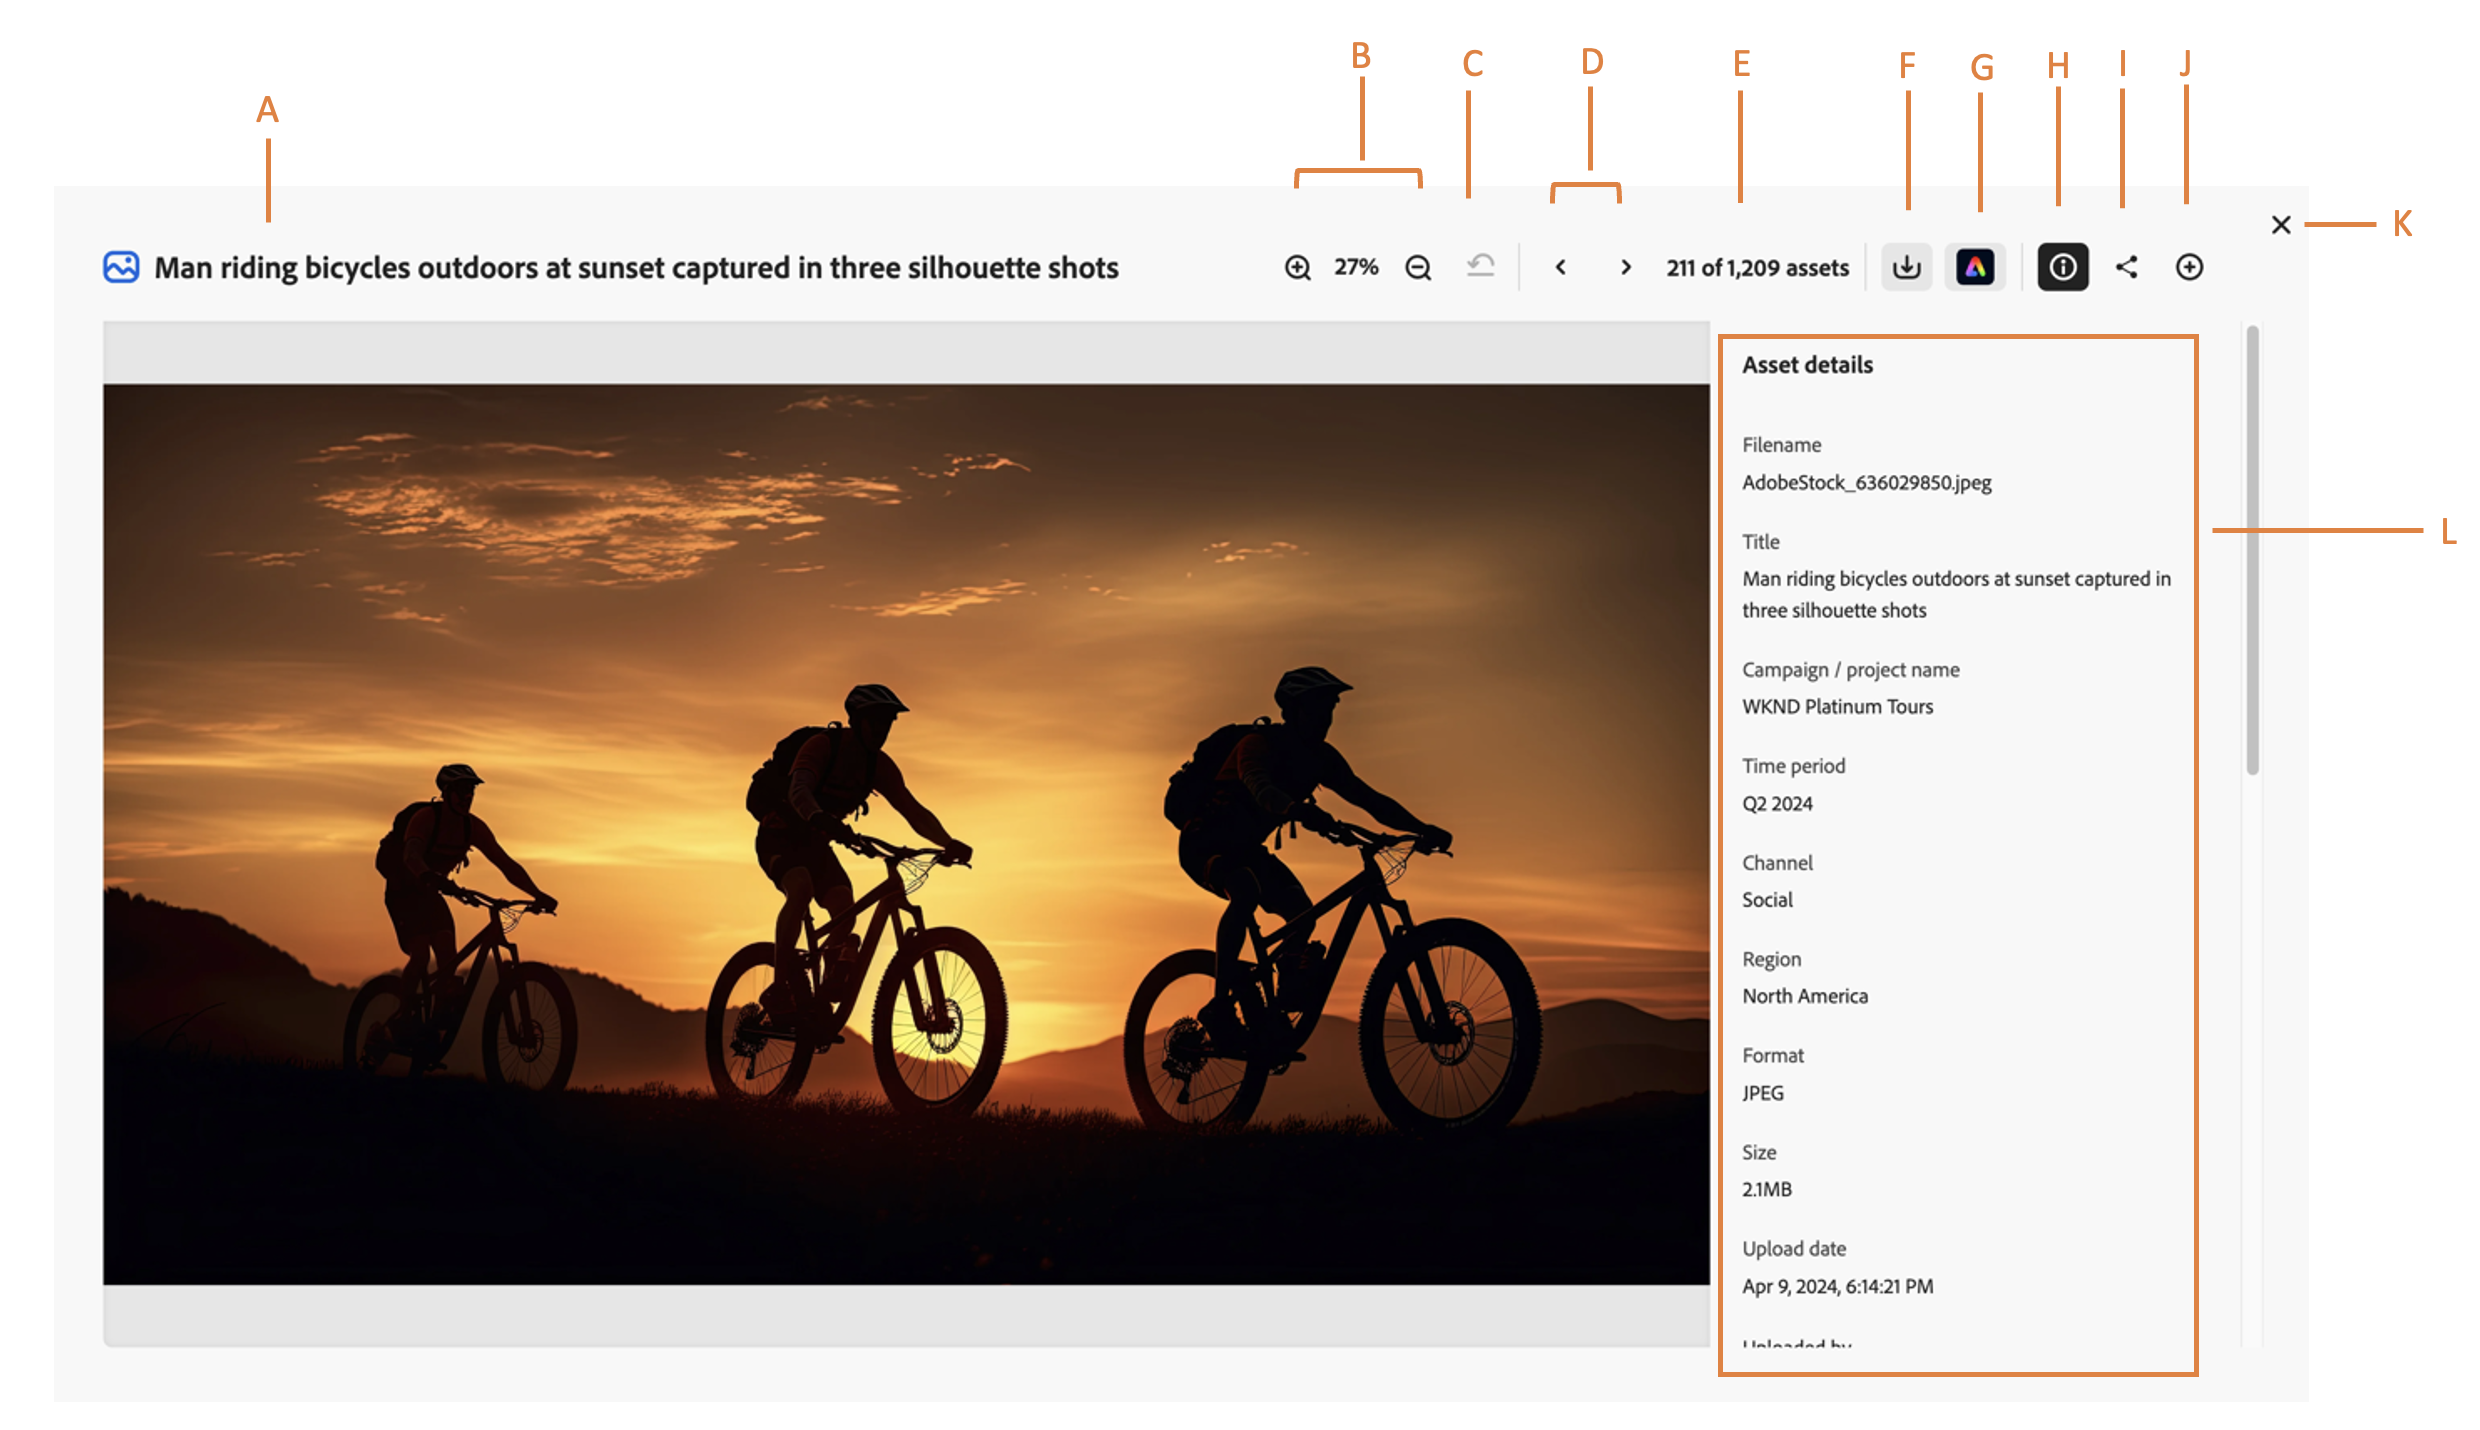 A
B
C
D
E
F
G
H
I
J
K
Man riding bicycles outdoors at sunset captured in three silhouette shots
27%
211 of 1,209 assets
Asset details
Filename
AdobeStock_636029850.jpeg
L
Title
Man riding bicycles outdoors at sunset captured in
three silhouette shots
Campaign / project name
WKND Platinum Tours
Time period
Q2 2024
Channel
Social
Region
North America
Format
JPEG
Size
2.1MB
Upload date
Apr 9, 2024, 6:14:21 PM
Uploaded by